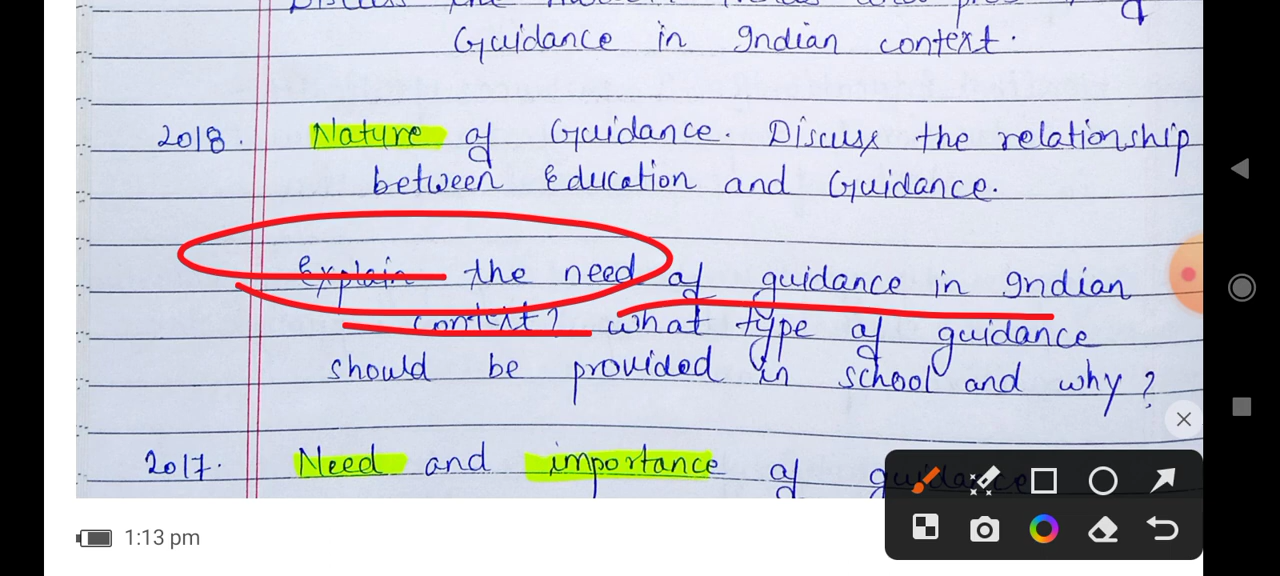 Guidance in Indian context.
2018. Nature of Guidance. Discuss the relationship
between Education and Guidance.
Explain the need of guidance in Indian
context? What type of guidance
should be provided in school and why?
2017. Need and importance of guidance
1:13 pm